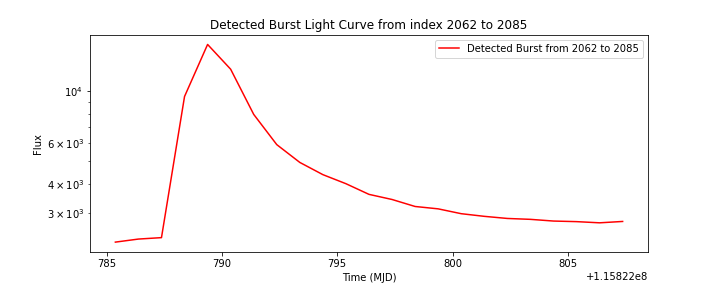 Detected Burst Light Curve from index 2062 to 2085
Detected Burst from 2062 to 2085
Flux
10⁴
6 × 10³
4 × 10³
3 × 10³
785 790 795 800 805
Time (MJD)
+1.15822e8